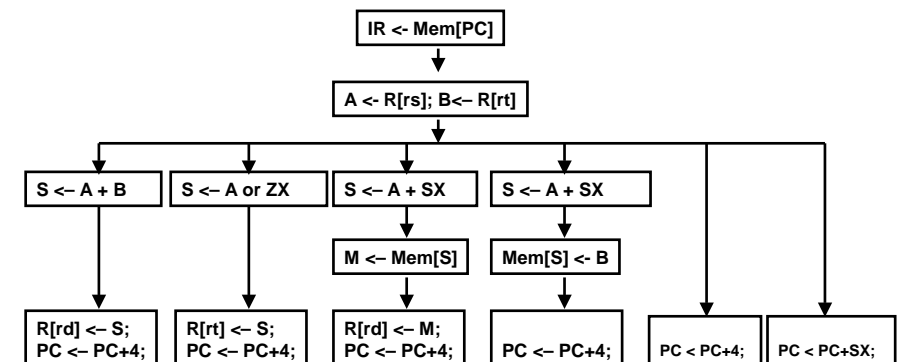 IR <- Mem[PC]
A <- R[rs]; B<– R[rt]
S <– A + B
S <– A or ZX
S <– A + SX
S <– A + SX
M <– Mem[S]
Mem[S] <- B
R[rd] <– S;
PC <– PC+4;
R[rt] <– S;
PC <– PC+4;
R[rd] <– M;
PC <– PC+4;
PC <– PC+4;
PC < PC+4;
PC < PC+SX;